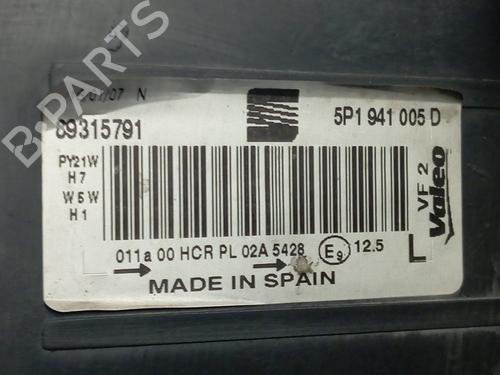 B-PARTS
/07 N
89315791
5P1 941 005 D
PY21W
H7
W5W
H1
VF 2
Valeo
011a 00 HCR PL 02A 5428
E9
12.5
L
MADE IN SPAIN